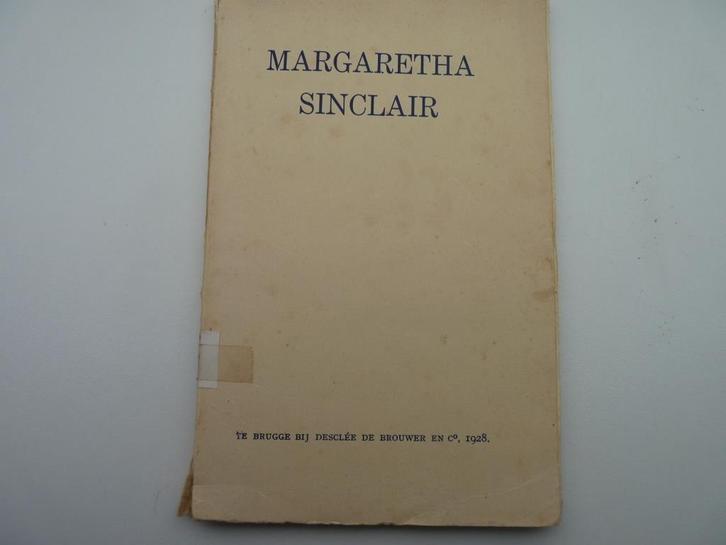 MARGARETHA
SINCLAIR
TE BRUGGE BIJ DESCLÉE DE BROUWER EN Cº, 1928.